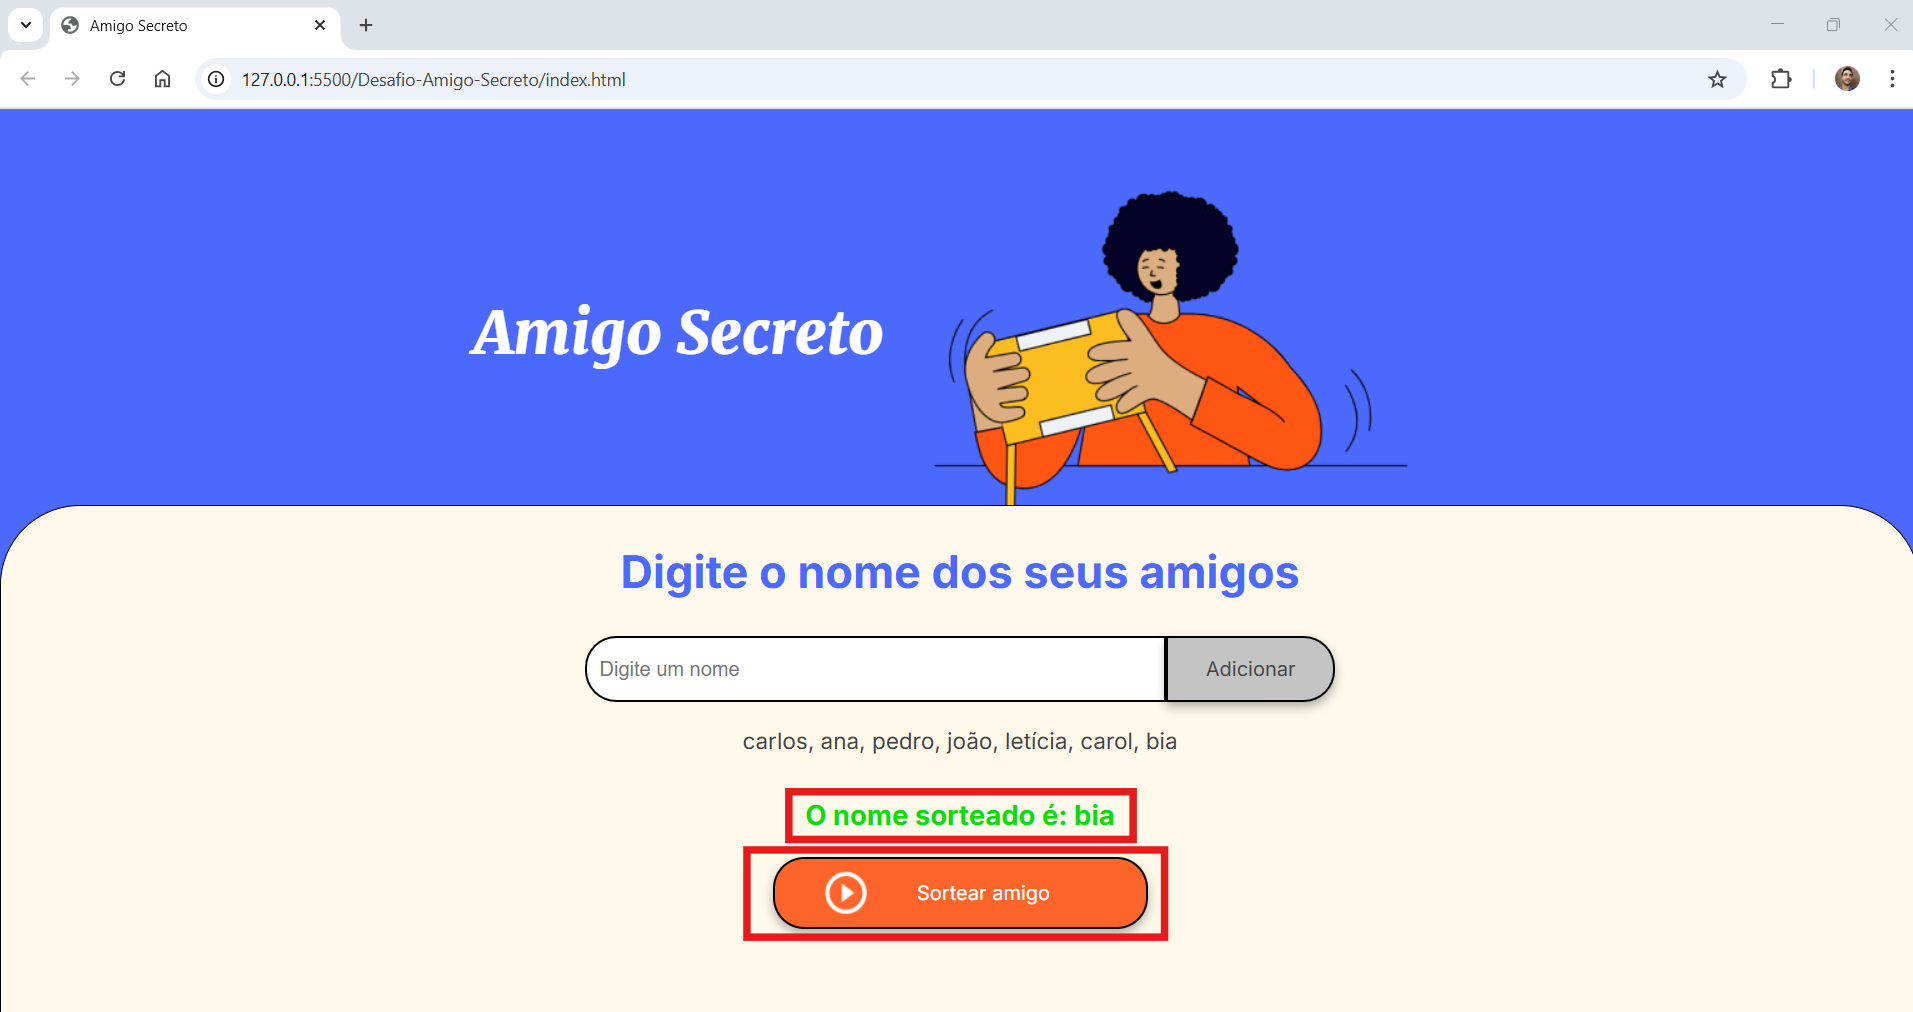 Amigo Secreto
127.0.0.1:5500/Desafio-Amigo-Secreto/index.html
Amigo Secreto
Digite o nome dos seus amigos
Digite um nome
Adicionar
carlos, ana, pedro, joão, letícia, carol, bia
O nome sorteado é: bia
Sortear amigo